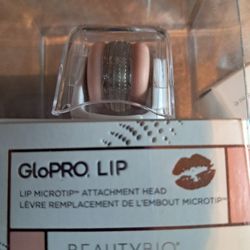 GloPRO. LIP
LIP MICROTIP™ ATTACHMENT HEAD
LÈVRE REMPLACEMENT DE L'EMBOUT MICROTIP™
BEAUTYBIO